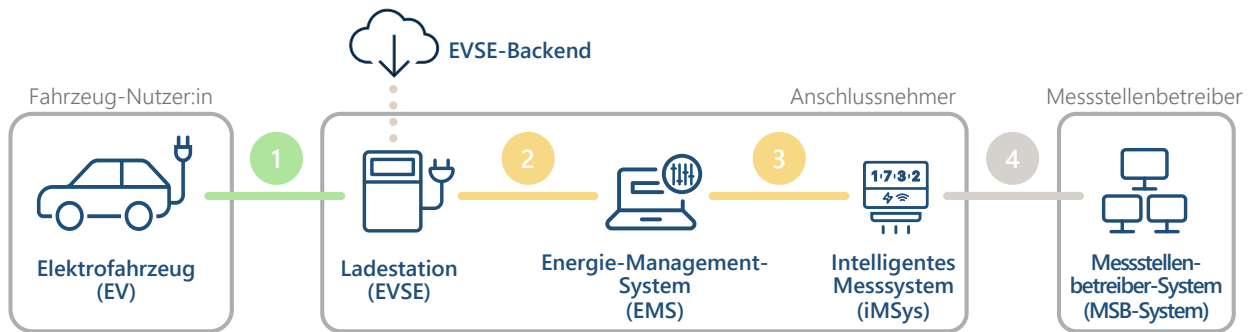 EVSE-Backend
Fahrzeug-Nutzer:in
Anschlussnehmer
Messstellenbetreiber
1
2
3
4
1·7·3·2
Elektrofahrzeug
(EV)
Ladestation
(EVSE)
Energie-Management-
System
(EMS)
Intelligentes
Messsystem
(iMSys)
Messstellen-
betreiber-System
(MSB-System)